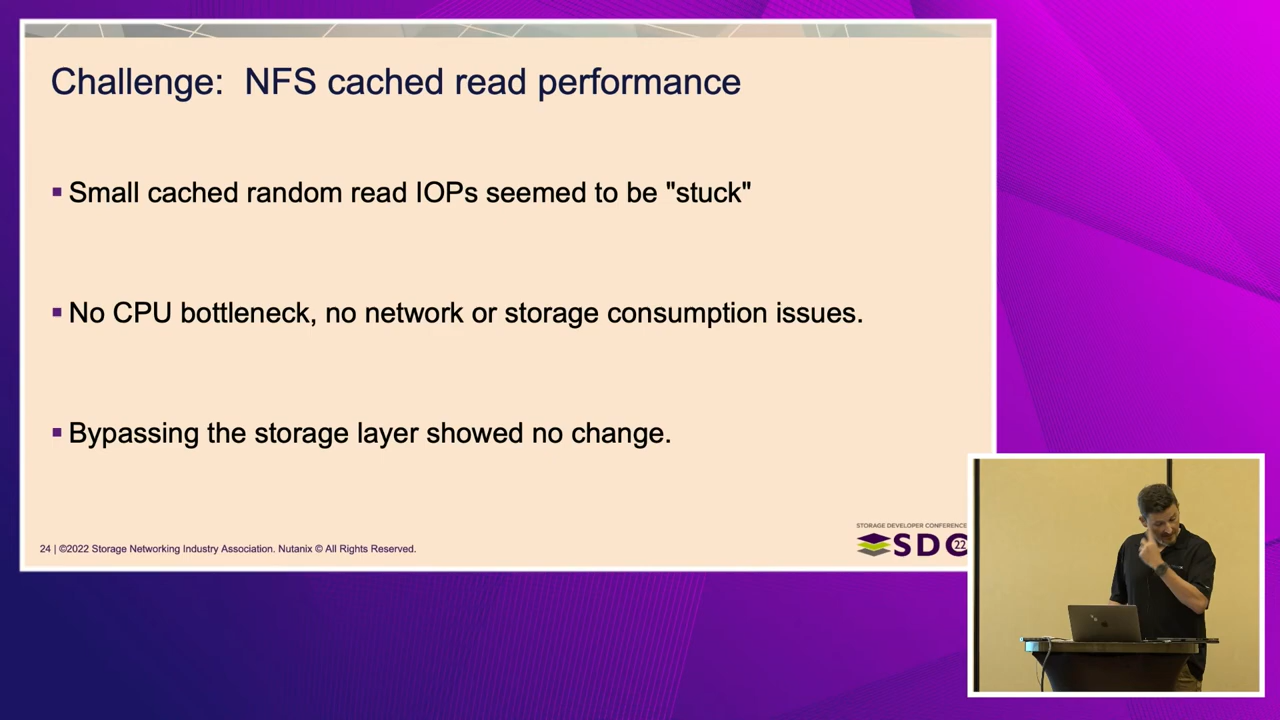 Challenge:  NFS cached read performance
▪ Small cached random read IOPs seemed to be "stuck"
▪ No CPU bottleneck, no network or storage consumption issues.
▪ Bypassing the storage layer showed no change.
STORAGE DEVELOPER CONFERENCE
SDC 22
24 | ©2022 Storage Networking Industry Association. Nutanix © All Rights Reserved.